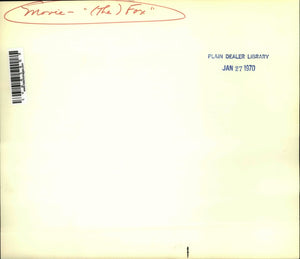 Movie - "(the) Fox"
PLAIN DEALER LIBRARY
JAN 27 1970